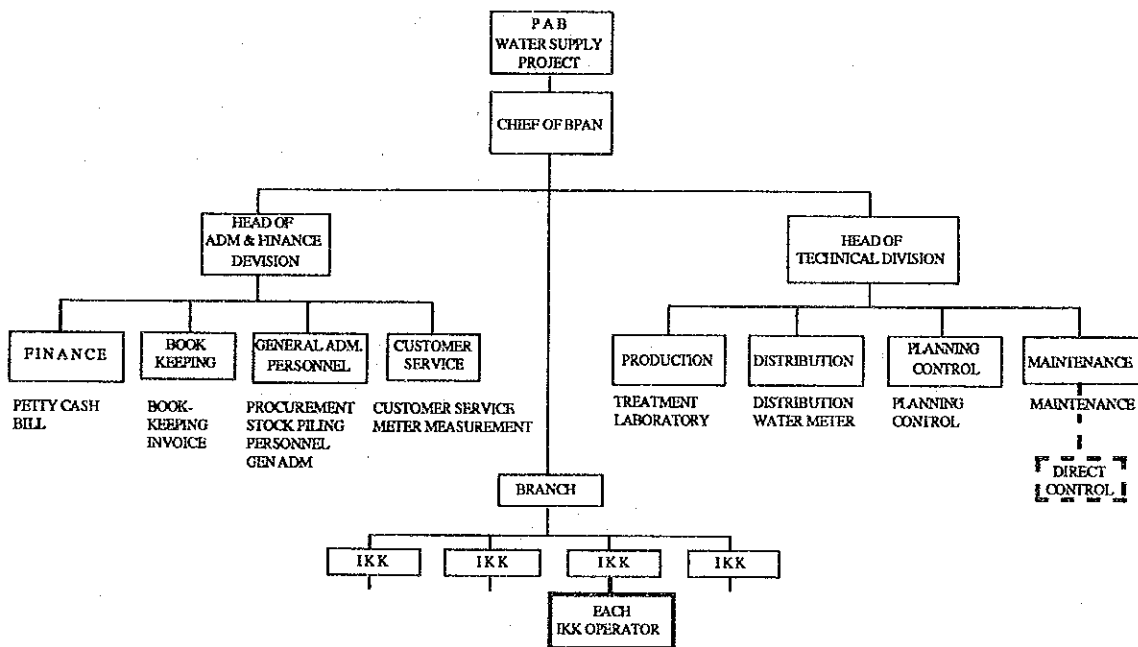 P A B
WATER SUPPLY
PROJECT
CHIEF OF BPAN
HEAD OF
ADM & FINANCE
DEVISION
HEAD OF
TECHNICAL DIVISION
FINANCE
BOOK
KEEPING
GENERAL ADM.
PERSONNEL
CUSTOMER
SERVICE
PRODUCTION
DISTRIBUTION
PLANNING
CONTROL
MAINTENANCE
PETTY CASH
BILL
BOOK-
KEEPING
INVOICE
PROCUREMENT
STOCK PILING
PERSONNEL
GEN ADM
CUSTOMER SERVICE
METER MEASUREMENT
TREATMENT
LABORATORY
DISTRIBUTION
WATER METER
PLANNING
CONTROL
MAINTENANCE
DIRECT
CONTROL
BRANCH
IKK
IKK
IKK
IKK
EACH
IKK OPERATOR